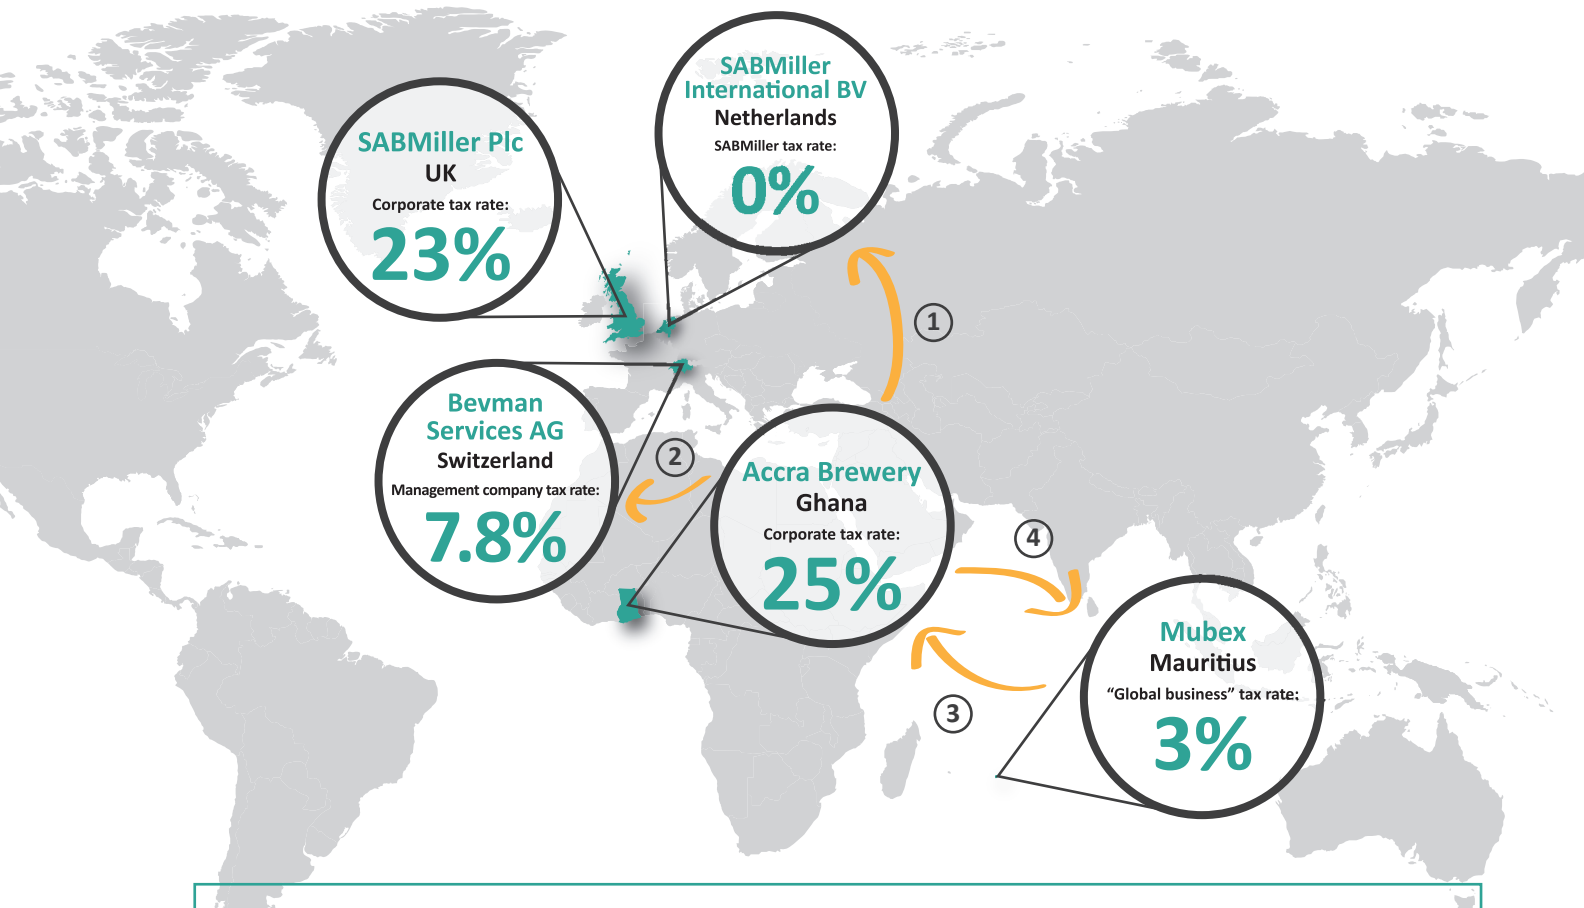 SABMiller
International BV
Netherlands
SABMiller tax rate:
0%
SABMiller Plc
UK
Corporate tax rate:
23%
1
Bevman
Services AG
Switzerland
Management company tax rate:
7.8%
2
Accra Brewery
Ghana
Corporate tax rate:
25%
4
3
Mubex
Mauritius
“Global business” tax rate:
3%